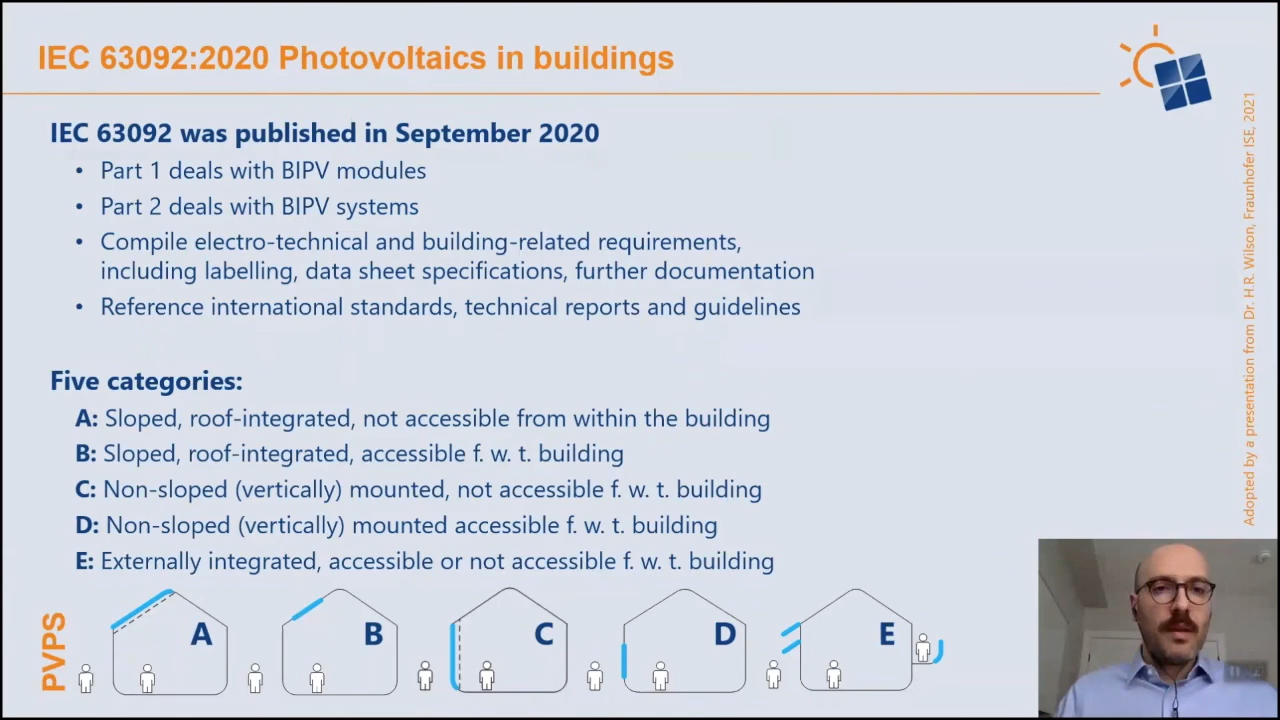 IEC 63092:2020 Photovoltaics in buildings
IEC 63092 was published in September 2020
• Part 1 deals with BIPV modules
• Part 2 deals with BIPV systems
• Compile electro-technical and building-related requirements,
including labelling, data sheet specifications, further documentation
• Reference international standards, technical reports and guidelines
Five categories:
A: Sloped, roof-integrated, not accessible from within the building
B: Sloped, roof-integrated, accessible f. w. t. building
C: Non-sloped (vertically) mounted, not accessible f. w. t. building
D: Non-sloped (vertically) mounted accessible f. w. t. building
E: Externally integrated, accessible or not accessible f. w. t. building
PVPS
A
B
C
D
E
Adopted by a presentation from Dr. H.R. Wilson, Fraunhofer ISE, 2021